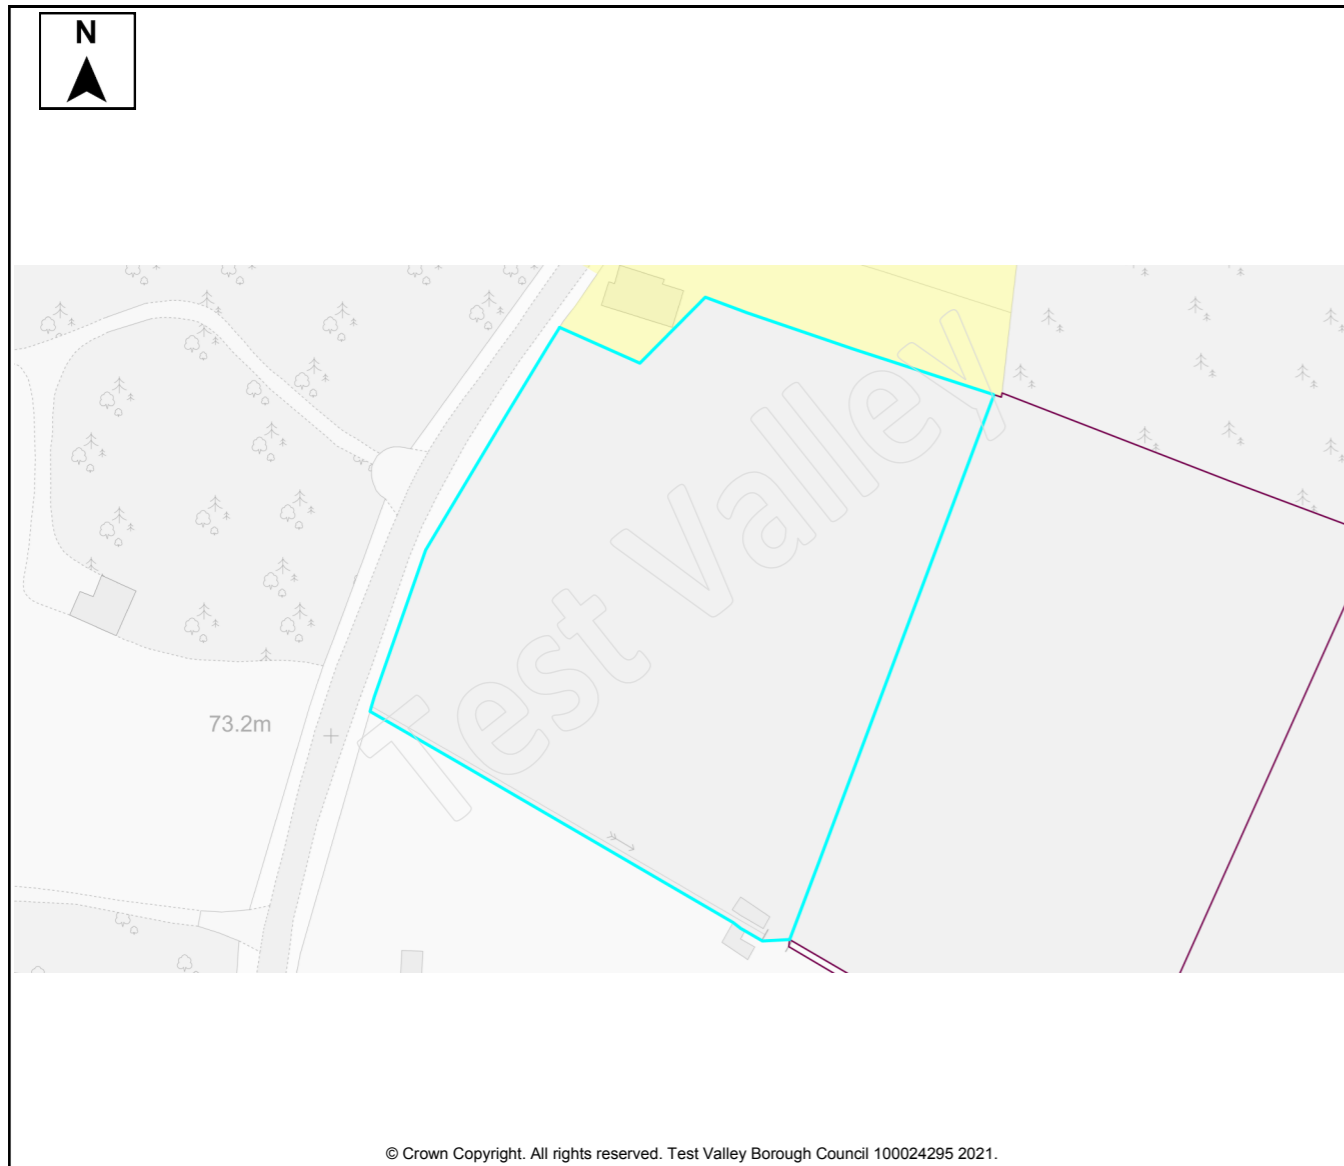 N
Test Valley
73.2m
© Crown Copyright. All rights reserved. Test Valley Borough Council 100024295 2021.